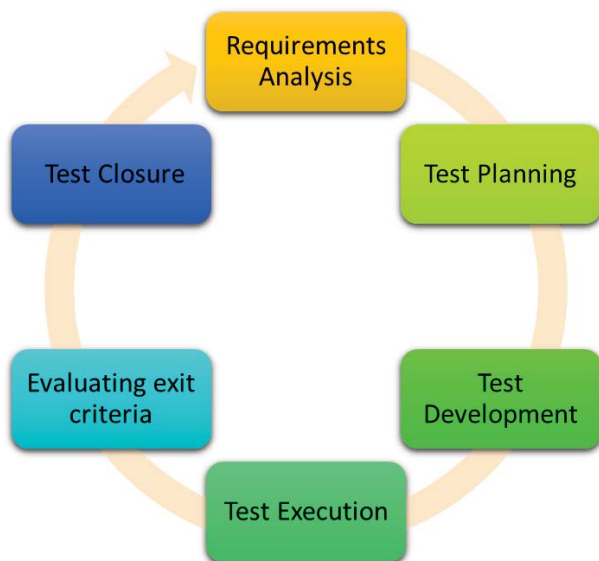 Requirements
Analysis
Test Planning
Test
Development
Test Execution
Evaluating exit
criteria
Test Closure